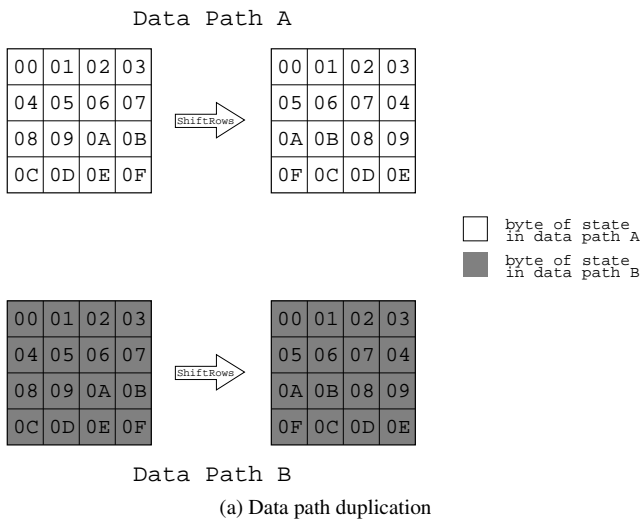 Data Path A
00 01 02 03 00 01 02 03
04 05 06 07 05 06 07 04
ShiftRows
08 09 0A 0B 0A 0B 08 09
0C 0D 0E 0F 0F 0C 0D 0E
byte of state
in data path A
byte of state
in data path B
00 01 02 03 00 01 02 03
04 05 06 07 05 06 07 04
ShiftRows
08 09 0A 0B 0A 0B 08 09
0C 0D 0E 0F 0F 0C 0D 0E
Data Path B
(a) Data path duplication